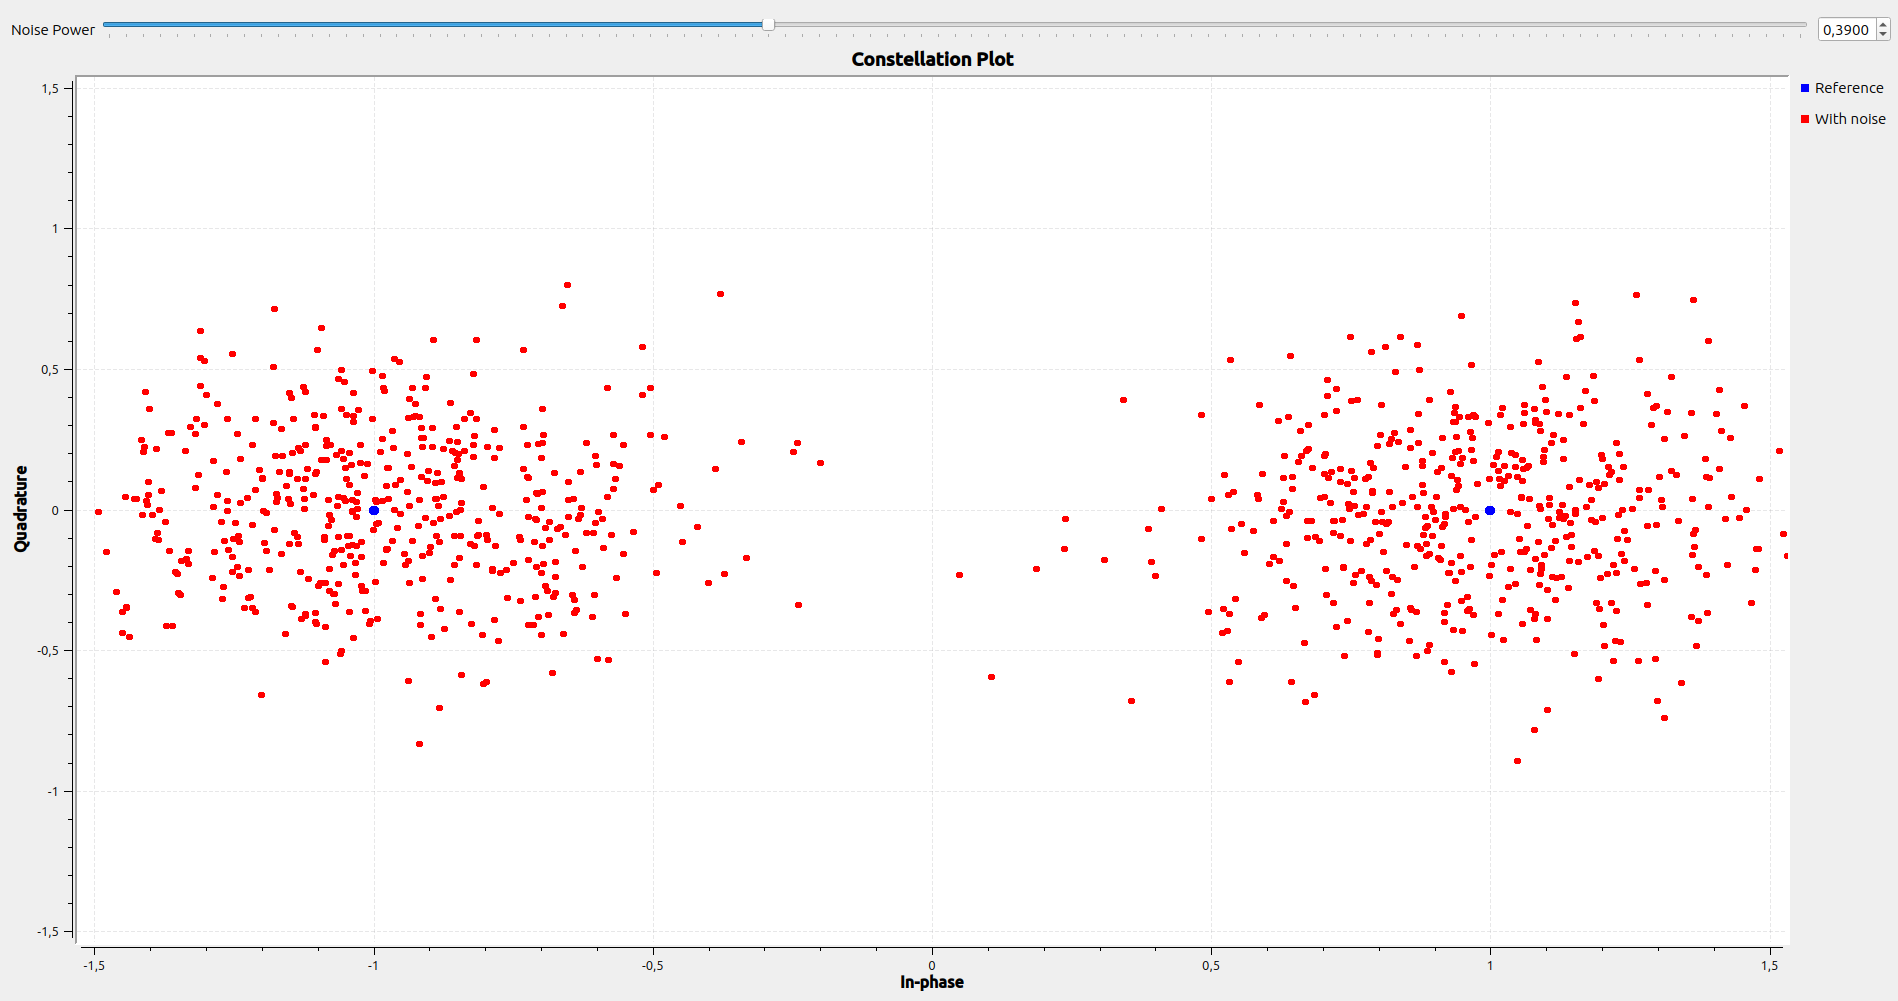 Noise Power
0,3900
Constellation Plot
Reference
With noise
Quadrature
1,5
1
0,5
0
-0,5
-1
-1,5
-1,5
-1
-0,5
0
0,5
1
1,5
In-phase